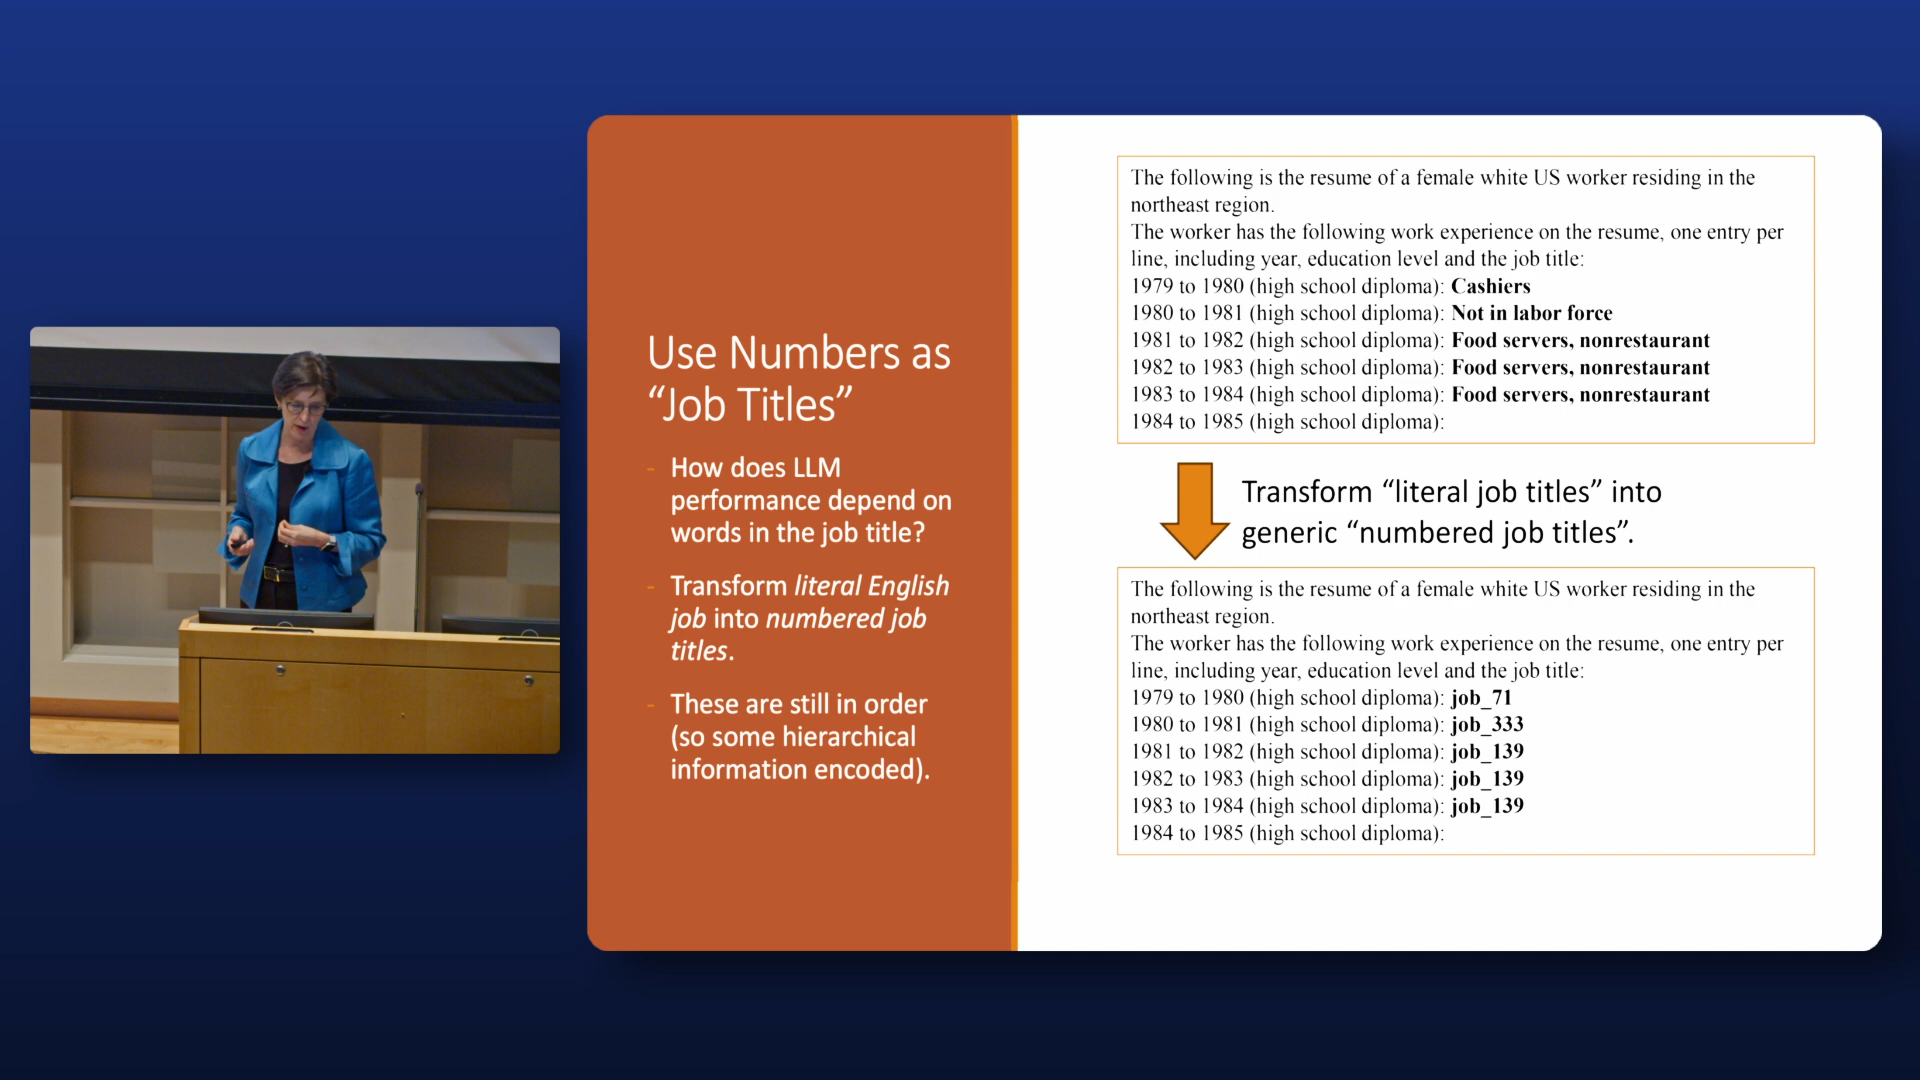 Use Numbers as
“Job Titles”
- How does LLM
performance depend on
words in the job title?
- Transform literal English
job into numbered job
titles.
- These are still in order
(so some hierarchical
information encoded).
The following is the resume of a female white US worker residing in the
northeast region.
The worker has the following work experience on the resume, one entry per
line, including year, education level and the job title:
1979 to 1980 (high school diploma): Cashiers
1980 to 1981 (high school diploma): Not in labor force
1981 to 1982 (high school diploma): Food servers, nonrestaurant
1982 to 1983 (high school diploma): Food servers, nonrestaurant
1983 to 1984 (high school diploma): Food servers, nonrestaurant
1984 to 1985 (high school diploma):
Transform “literal job titles” into
generic “numbered job titles”.
The following is the resume of a female white US worker residing in the
northeast region.
The worker has the following work experience on the resume, one entry per
line, including year, education level and the job title:
1979 to 1980 (high school diploma): job_71
1980 to 1981 (high school diploma): job_333
1981 to 1982 (high school diploma): job_139
1982 to 1983 (high school diploma): job_139
1983 to 1984 (high school diploma): job_139
1984 to 1985 (high school diploma):